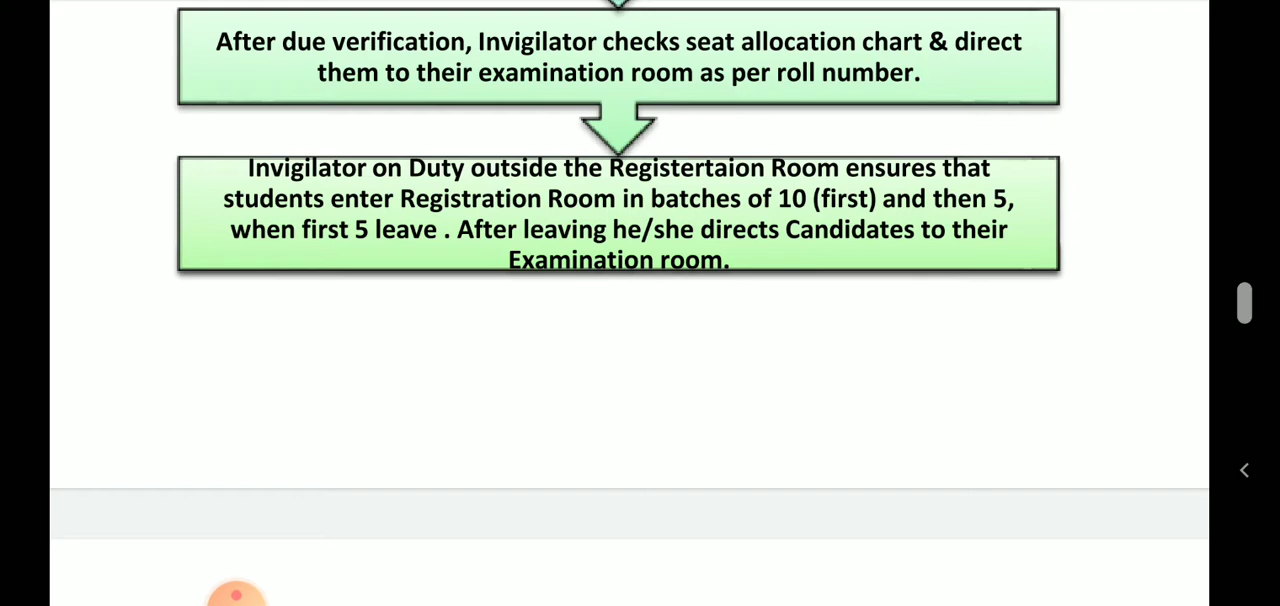 After due verification, Invigilator checks seat allocation chart & direct
them to their examination room as per roll number.
Invigilator on Duty outside the Registertaion Room ensures that
students enter Registration Room in batches of 10 (first) and then 5,
when first 5 leave . After leaving he/she directs Candidates to their
Examination room.